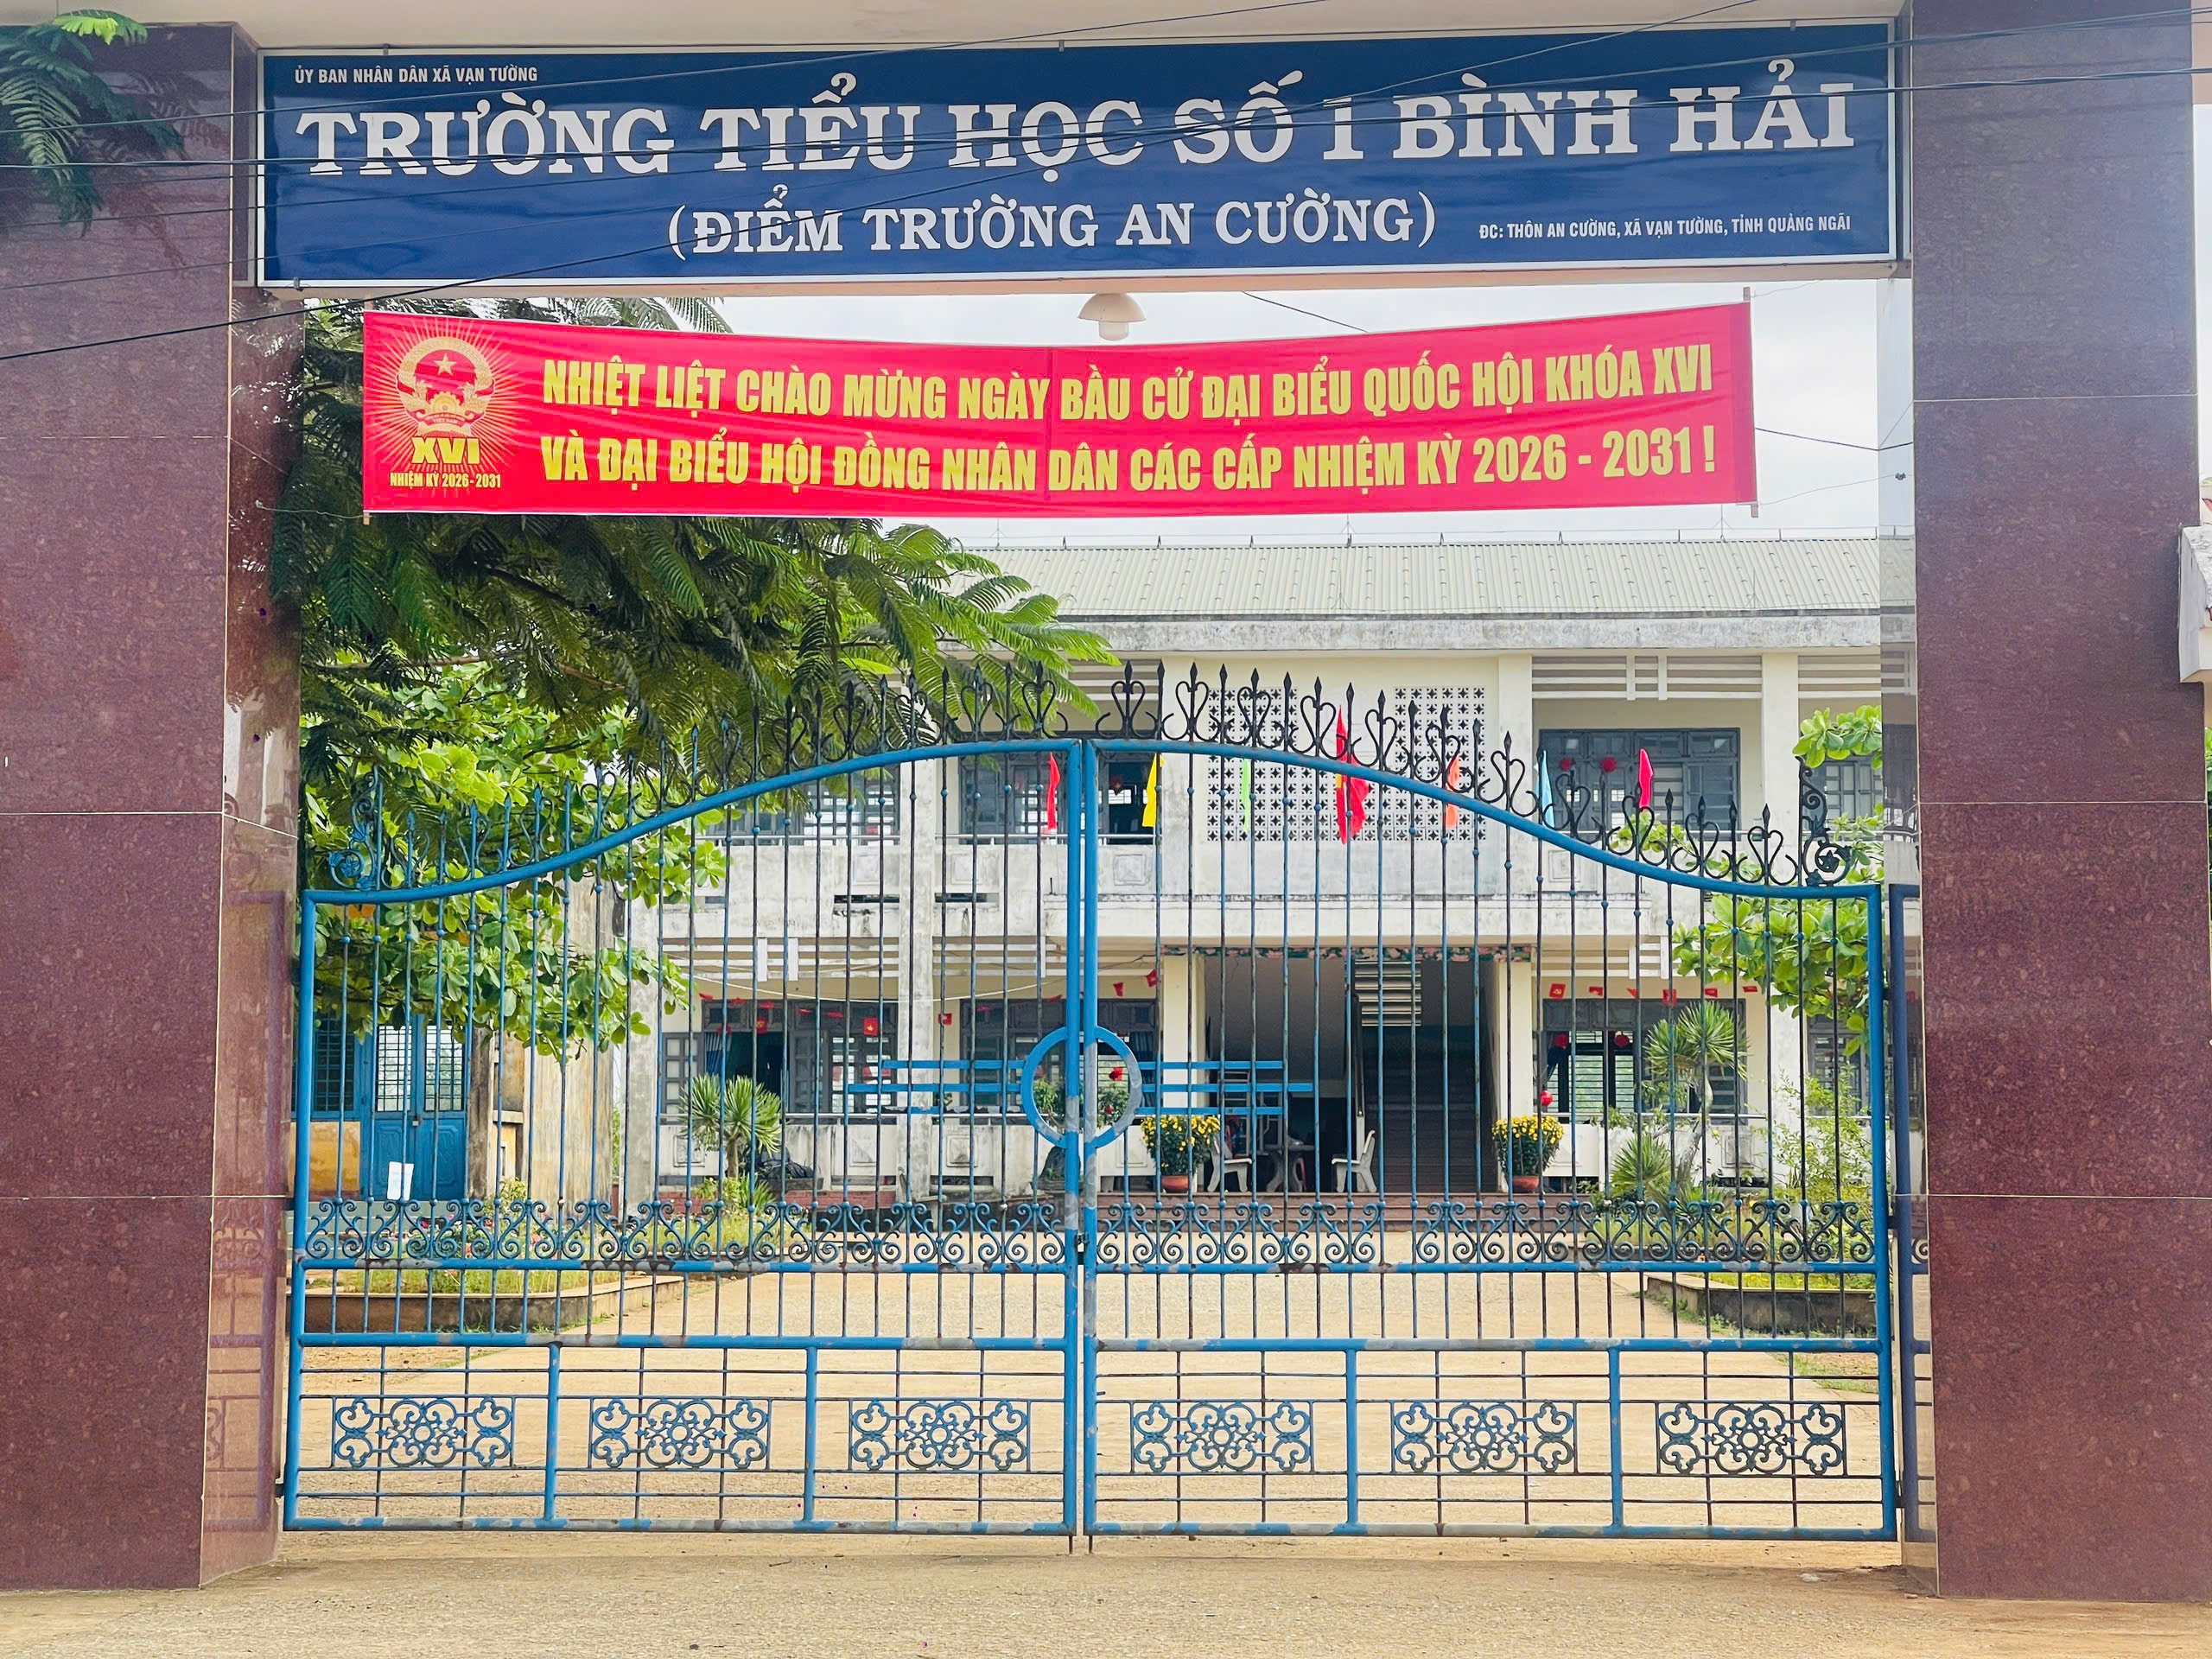 ỦY BAN NHÂN DÂN XÃ VẠN TƯỜNG
TRƯỜNG TIỂU HỌC SỐ 1 BÌNH HẢI
(ĐIỂM TRƯỜNG AN CƯỜNG)
ĐC: THÔN AN CƯỜNG, XÃ VẠN TƯỜNG, TỈNH QUẢNG NGÃI
NHIỆT LIỆT CHÀO MỪNG NGÀY BẦU CỬ ĐẠI BIỂU QUỐC HỘI KHÓA XVI
VÀ ĐẠI BIỂU HỘI ĐỒNG NHÂN DÂN CÁC CẤP NHIỆM KỲ 2026 - 2031 !
XVI
NHIỆM KỲ 2026-2031